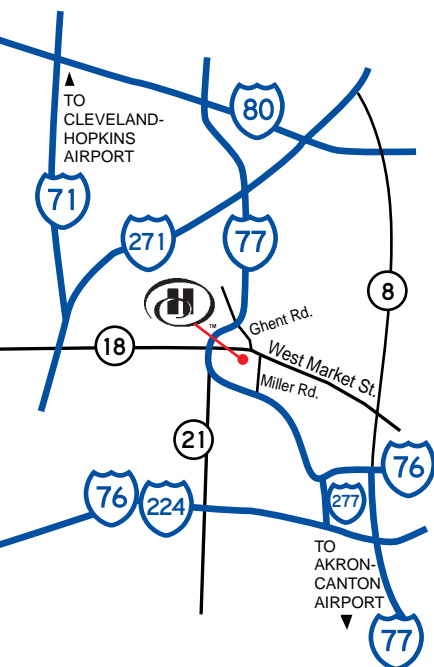 80
TO
CLEVELAND-
HOPKINS
AIRPORT
71
271
77
8
H
TM
Ghent Rd.
18
West Market St.
Miller Rd.
21
76
76
224
277
TO
AKRON-
CANTON
AIRPORT
77